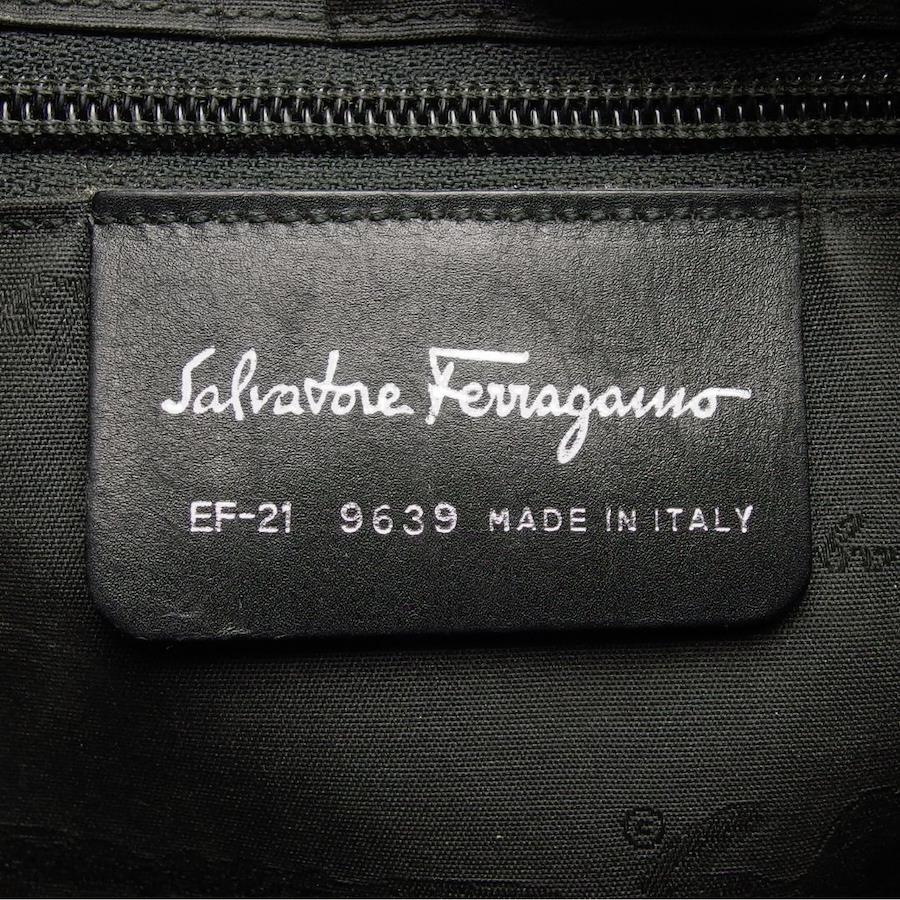 Salvatore Ferragamo
EF-21 9639 MADE IN ITALY